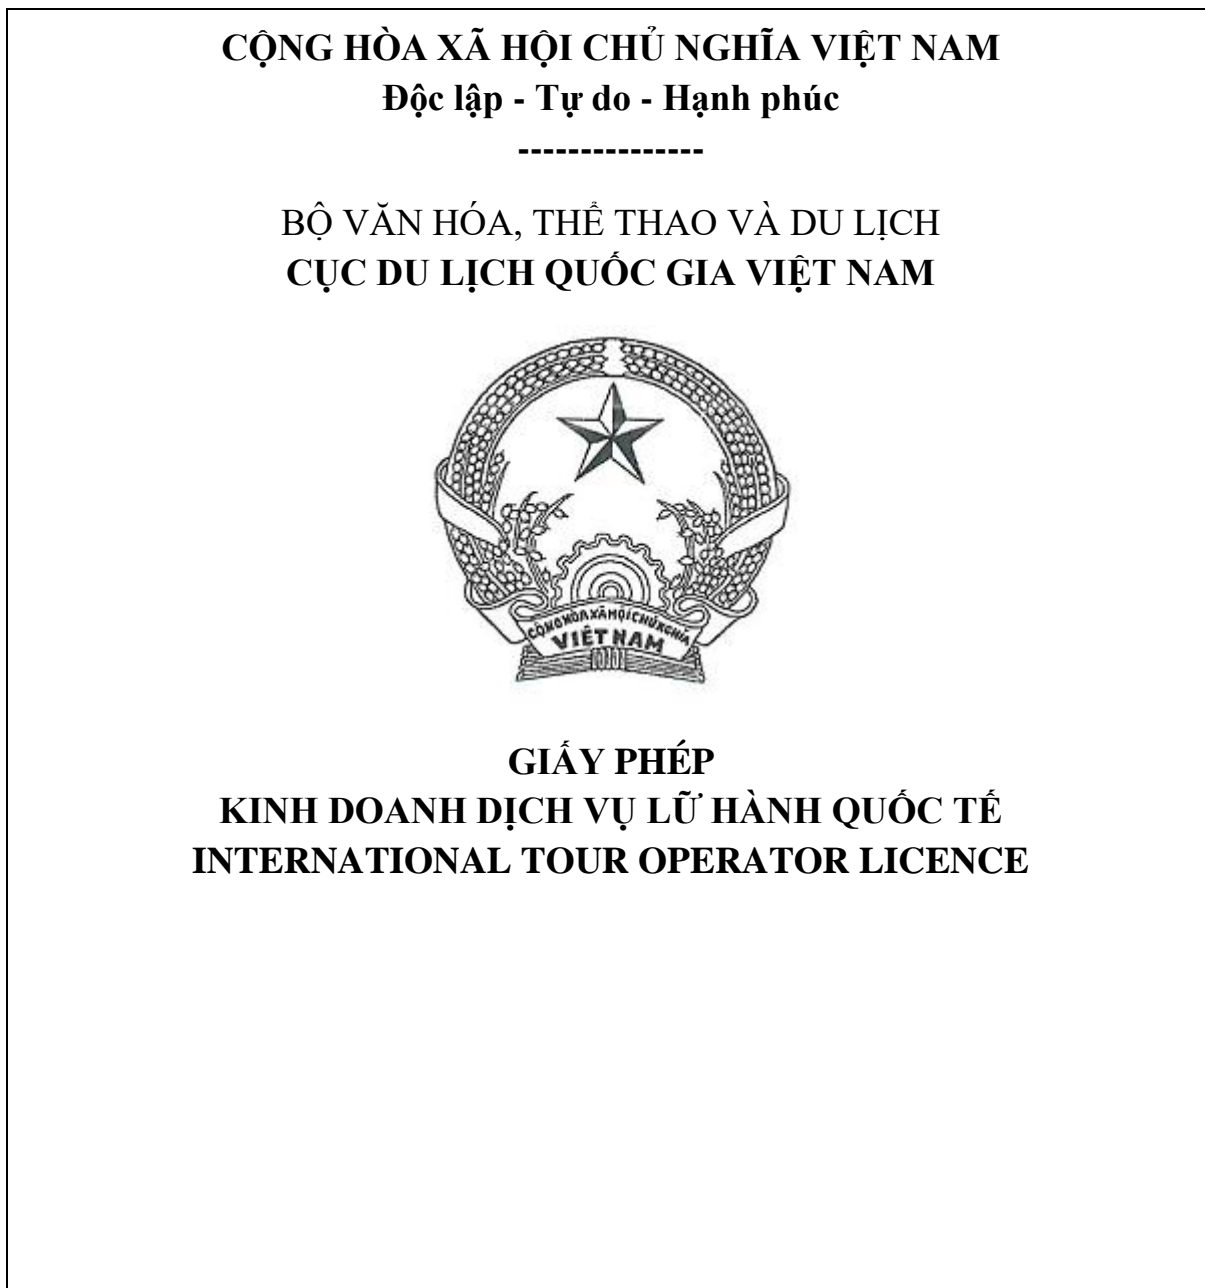 CỘNG HÒA XÃ HỘI CHỦ NGHĨA VIỆT NAM
Độc lập - Tự do - Hạnh phúc
---------------
BỘ VĂN HÓA, THỂ THAO VÀ DU LỊCH
CỤC DU LỊCH QUỐC GIA VIỆT NAM
CỘNG HÒA XÃ HỘI CHỦ NGHĨA
VIỆT NAM
GIẤY PHÉP
KINH DOANH DỊCH VỤ LỮ HÀNH QUỐC TẾ
INTERNATIONAL TOUR OPERATOR LICENCE